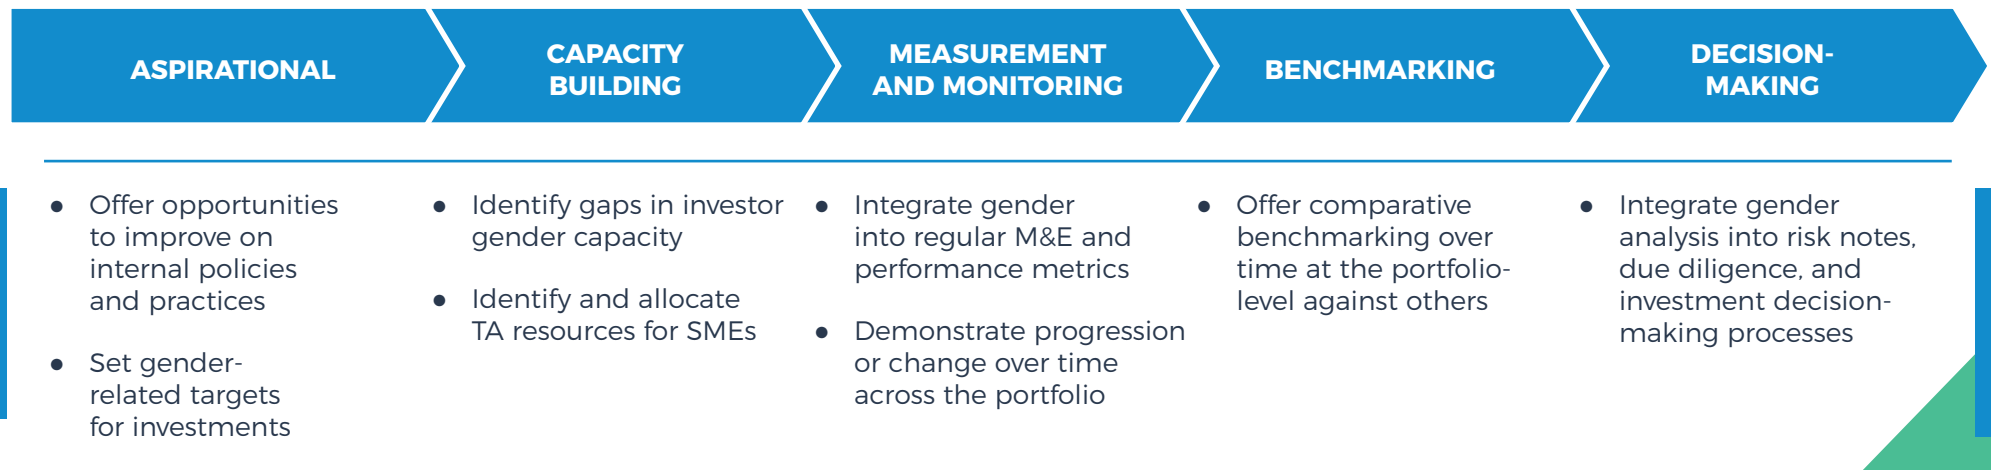 ASPIRATIONAL
CAPACITY
BUILDING
MEASUREMENT
AND MONITORING
BENCHMARKING
DECISION-
MAKING
● Offer opportunities
to improve on
internal policies
and practices
● Set gender-
related targets
for investments
● Identify gaps in investor
gender capacity
● Identify and allocate
TA resources for SMEs
● Integrate gender
into regular M&E and
performance metrics
● Demonstrate progression
or change over time
across the portfolio
● Offer comparative
benchmarking over
time at the portfolio-
level against others
● Integrate gender
analysis into risk notes,
due diligence, and
investment decision-
making processes